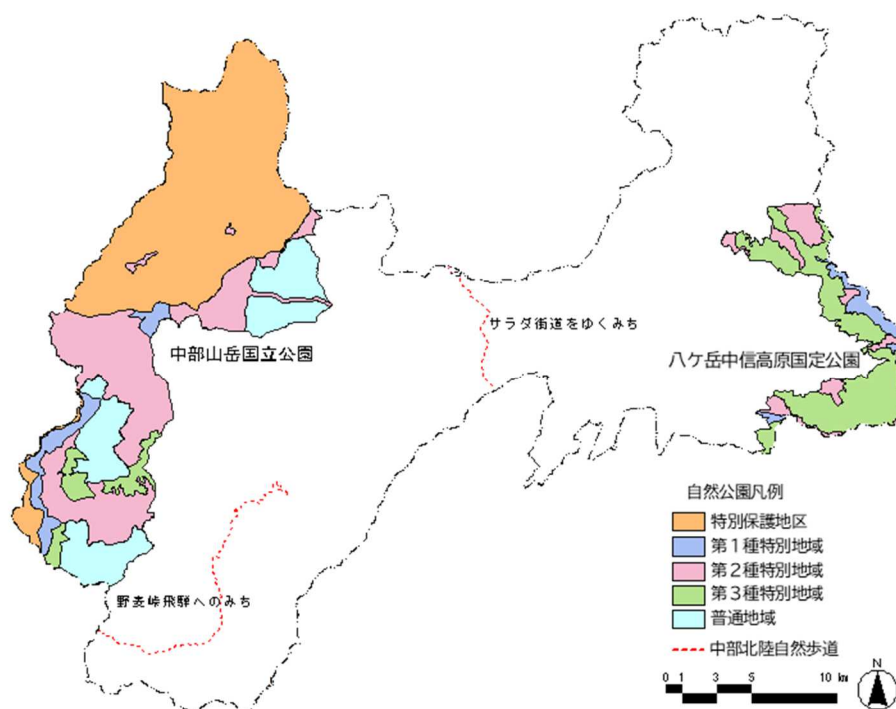 サラダ街道をゆくみち
中部山岳国立公園
八ケ岳中信高原国定公園
野麦峠飛騨へのみち
自然公園凡例
特別保護地区
第1種特別地域
第2種特別地域
第3種特別地域
普通地域
中部北陸自然歩道
0 1 3 5 10 km
N